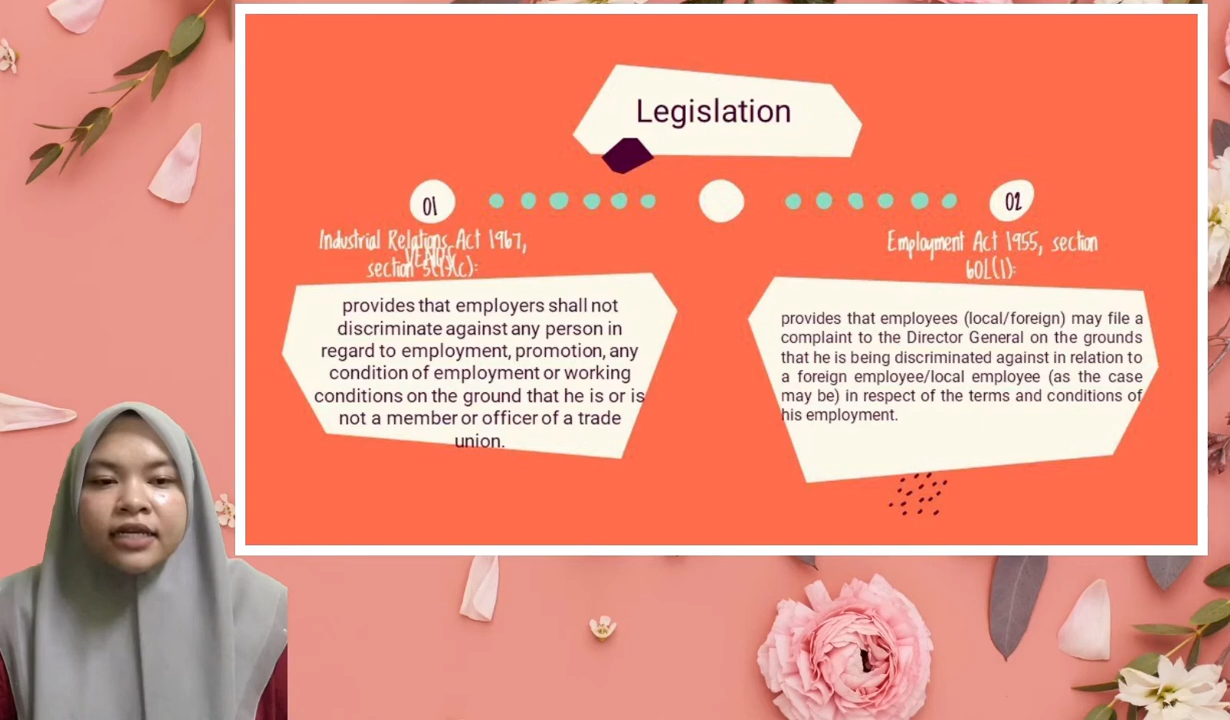 Legislation
01
Industrial Relations Act 1967,
VENUS
section 5(1)(c):
provides that employers shall not
discriminate against any person in
regard to employment, promotion, any
condition of employment or working
conditions on the ground that he is or is
not a member or officer of a trade
union.
02
Employment Act 1955, section
60L(1):
provides that employees (local/foreign) may file a
complaint to the Director General on the grounds
that he is being discriminated against in relation to
a foreign employee/local employee (as the case
may be) in respect of the terms and conditions of
his employment.